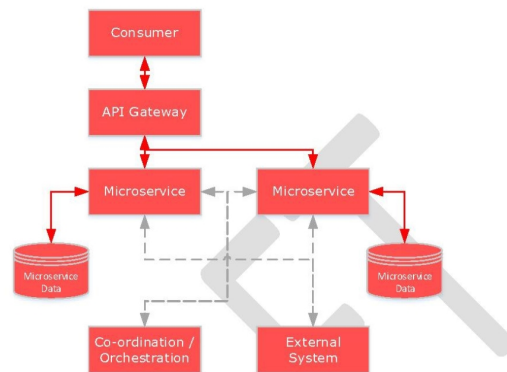 Consumer
API Gateway
Microservice
Microservice
Microservice
Data
Microservice
Data
Co-ordination /
Orchestration
External
System